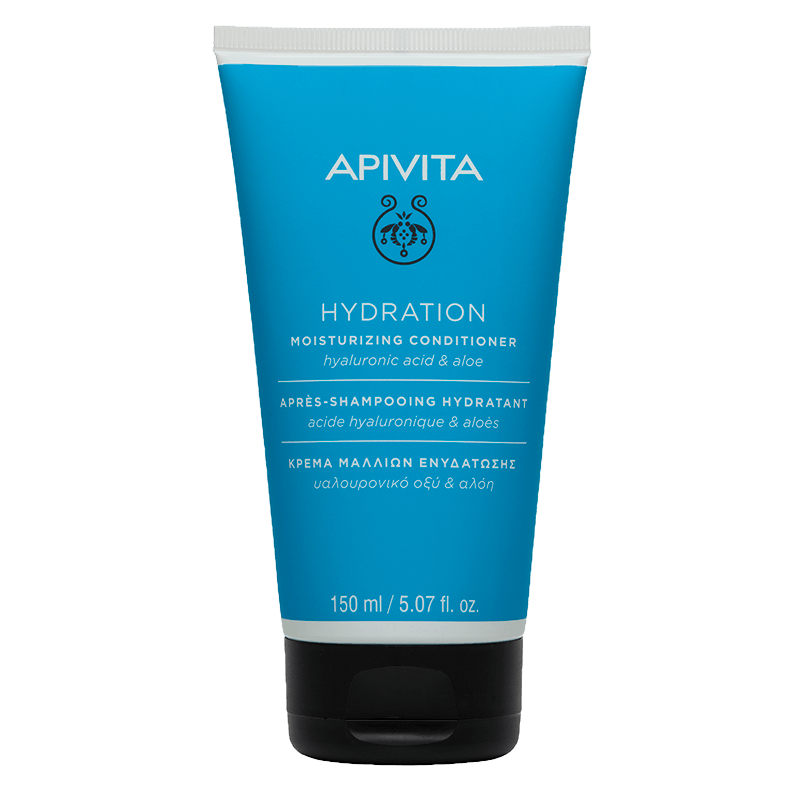 APIVITA
HYDRATION
MOISTURIZING CONDITIONER
hyaluronic acid & aloe
APRÈS-SHAMPOOING HYDRATANT
acide hyaluronique & aloès
ΚΡΕΜΑ ΜΑΛΛΙΩΝ ΕΝΥΔΑΤΩΣΗΣ
υαλουρονικό οξύ & αλόη
150 ml / 5.07 fl. oz.